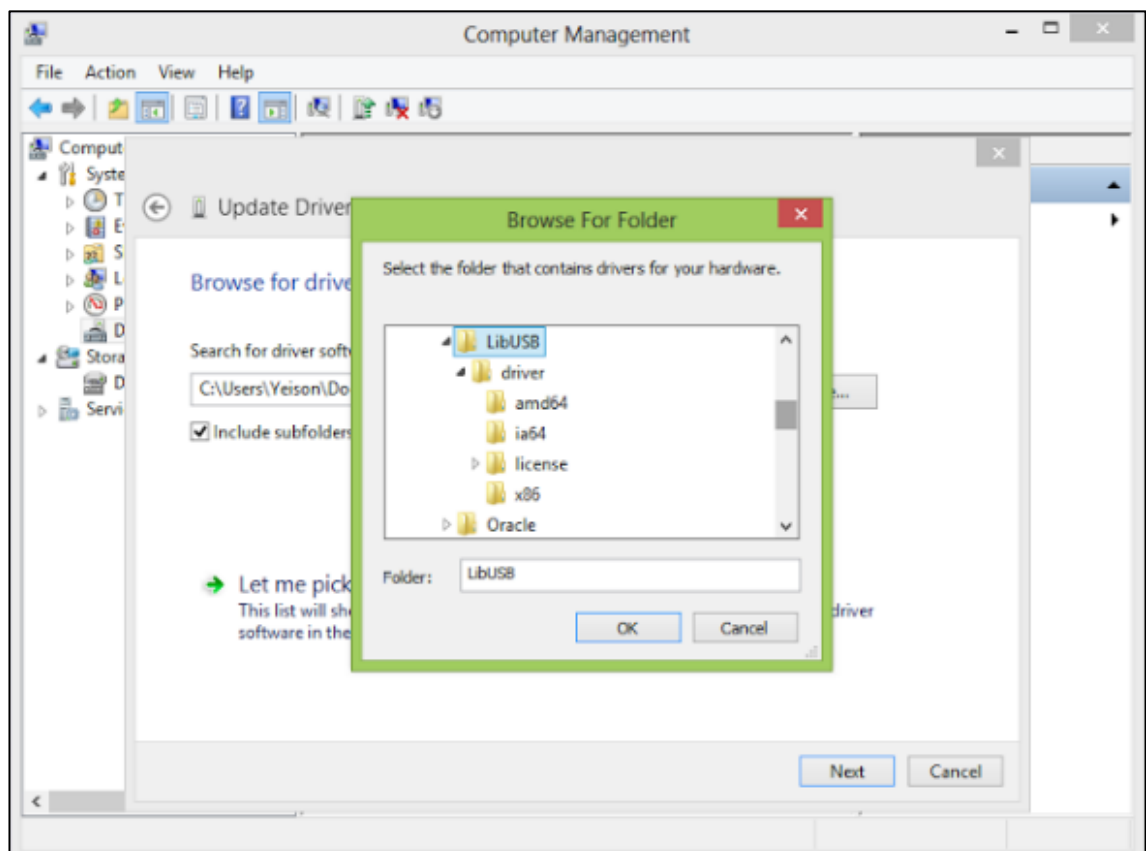 Computer Management
File Action View Help
Comput
Syste
T
E
S
L
P
D
Stora
D
Servi
Update Driver
Browse for drive
Search for driver soft
C:\Users\Yeison\Do
Include subfolders
Let me pick
This list will sh
driver
software in the
Browse For Folder
Select the folder that contains drivers for your hardware.
LibUSB
driver
amd64
ia64
license
x86
Oracle
Folder: LibUSB
OK Cancel
Next Cancel